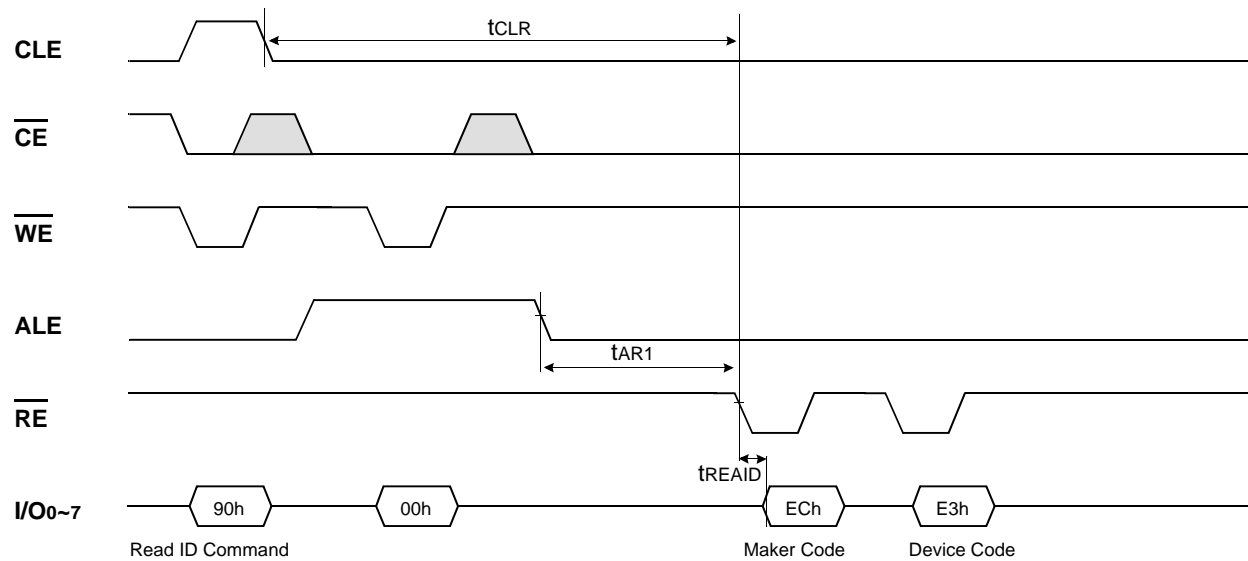 CLE
tCLR
CE
WE
ALE
tAR1
RE
tREAID
I/O0~7
90h
00h
ECh
E3h
Read ID Command
Maker Code
Device Code